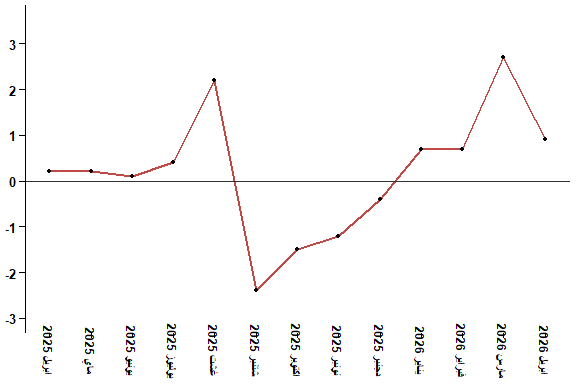 3
2
1
0
-1
-2
-3
ابريل 2025
ماي 2025
يونيو 2025
يوليوز 2025
غشت 2025
شتنبر 2025
اكتوبر 2025
نونبر 2025
دجنبر 2025
يناير 2026
فبراير 2026
مارس 2026
ابريل 2026